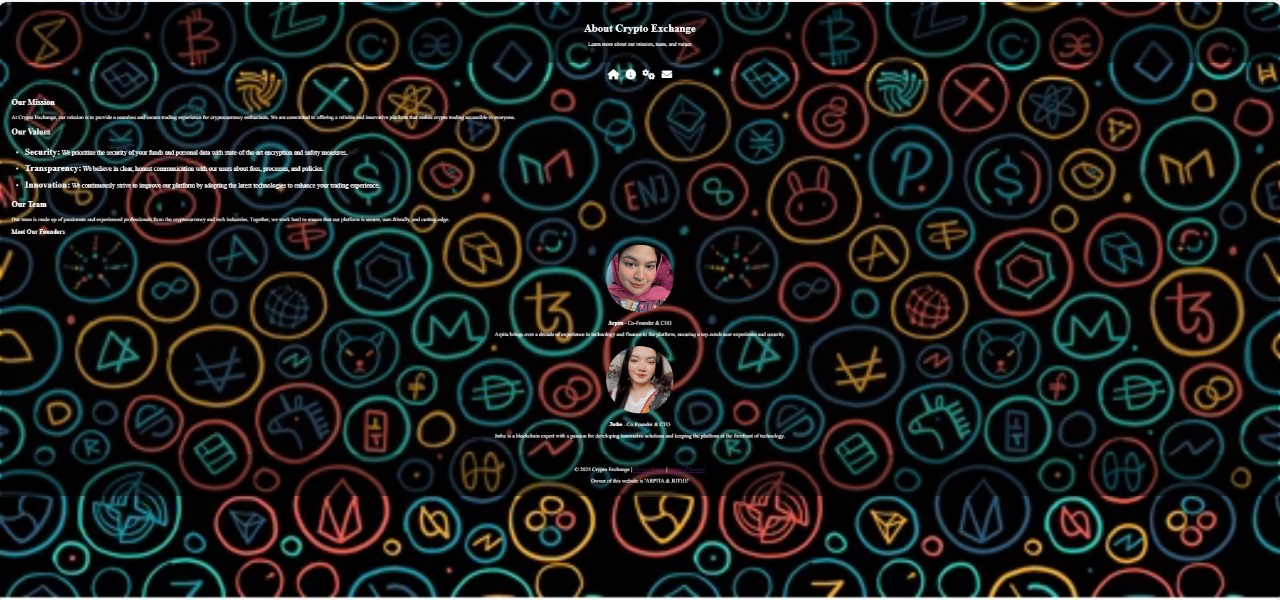 About Crypto Exchange
Learn more about our mission, team, and values
Our Mission
At Crypto Exchange, our mission is to provide a seamless and secure trading experience for cryptocurrency enthusiasts. We are committed to offering a reliable and innovative platform that makes crypto trading accessible to everyone.
Our Values
• Security: We prioritize the security of your funds and personal data with state-of-the-art encryption and safety measures.
• Transparency: We believe in clear, honest communication with our users about fees, processes, and policies.
• Innovation: We continuously strive to improve our platform by adopting the latest technologies to enhance your trading experience.
Our Team
Our team is made up of passionate and experienced professionals from the cryptocurrency and tech industries. Together, we work hard to ensure that our platform is secure, user-friendly, and cutting-edge.
Meet Our Founders
Arpita - Co-Founder &
Arpita brings over a decade of experience in technology and finance to the platform, ensuring a top-notch user experience and security.
Juthe - Co-Founder & CTO
Juthe is a blockchain expert with a passion for developing innovative solutions and keeping the platform at the forefront of technology.
© 2025 Crypto Exchange | |
Owner of this website is 'ARPITA &
ENJ